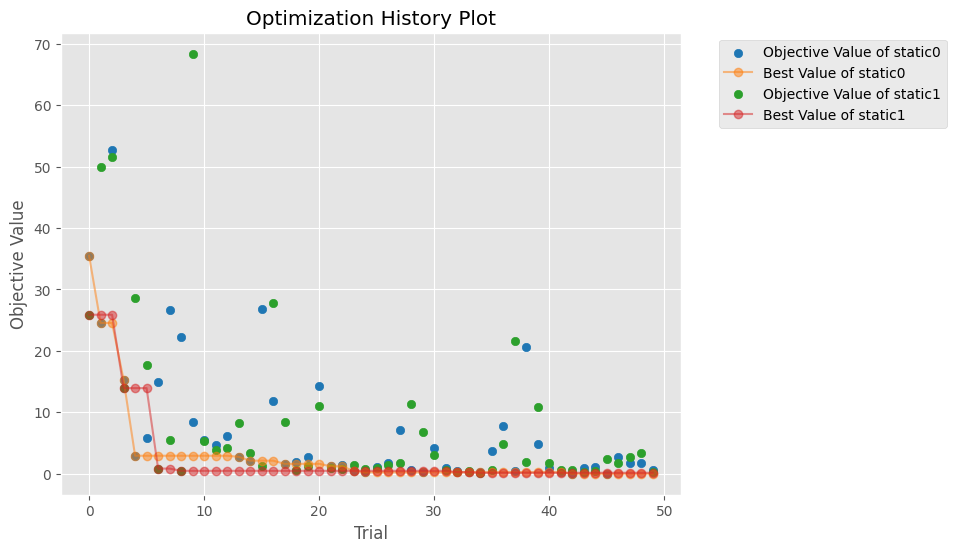 Optimization History Plot
Objective Value of static0
Best Value of static0
Objective Value of static1
Best Value of static1
Objective Value
70
60
50
40
30
20
10
0
0 10 20 30 40 50
Trial